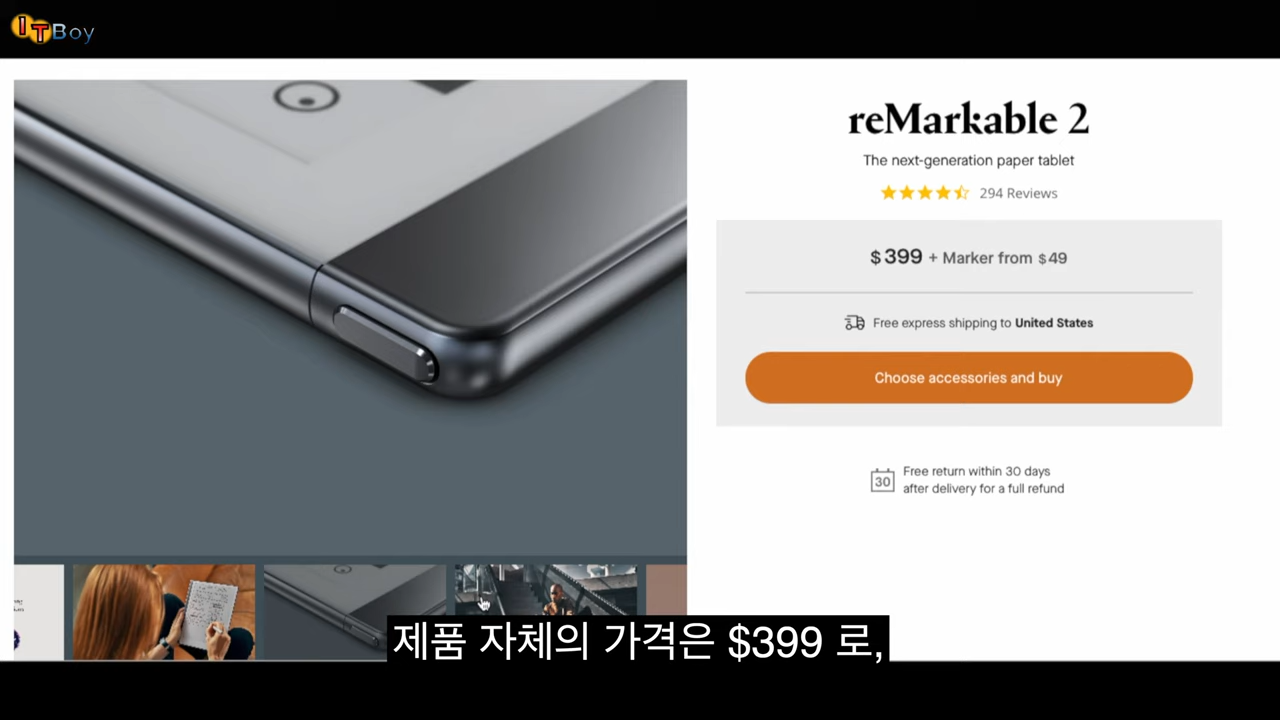 ITBoy
reMarkable 2
The next-generation paper tablet
294 Reviews
$399 + Marker from $49
Free express shipping to United States
Choose accessories and buy
30
Free return within 30 days
after delivery for a full refund
제품 자체의 가격은 $399 로,